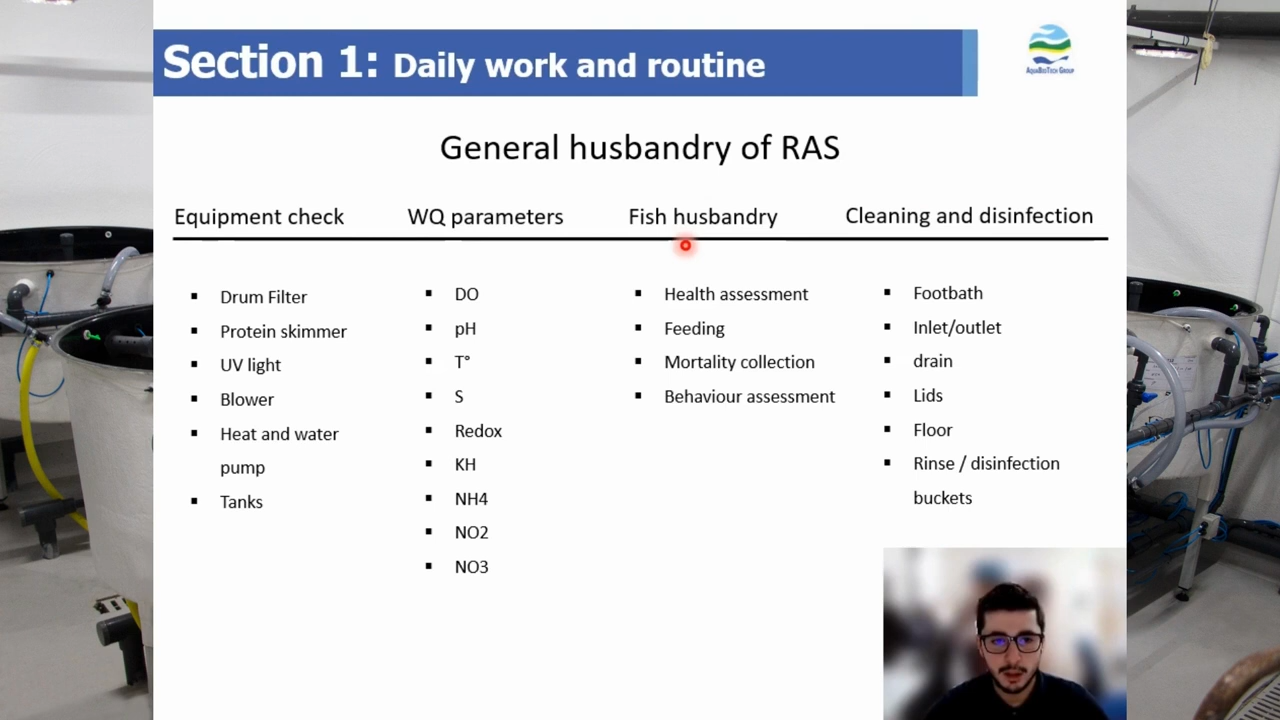 Section 1: Daily work and routine
AQUABIOTECH GROUP
General husbandry of RAS
Equipment check
▪ Drum Filter
▪ Protein skimmer
▪ UV light
▪ Blower
▪ Heat and water
pump
▪ Tanks
WQ parameters
▪ DO
▪ pH
▪ T°
▪ S
▪ Redox
▪ KH
▪ NH4
▪ NO2
▪ NO3
Fish husbandry
▪ Health assessment
▪ Feeding
▪ Mortality collection
▪ Behaviour assessment
Cleaning and disinfection
▪ Footbath
▪ Inlet/outlet
▪ drain
▪ Lids
▪ Floor
▪ Rinse / disinfection
buckets